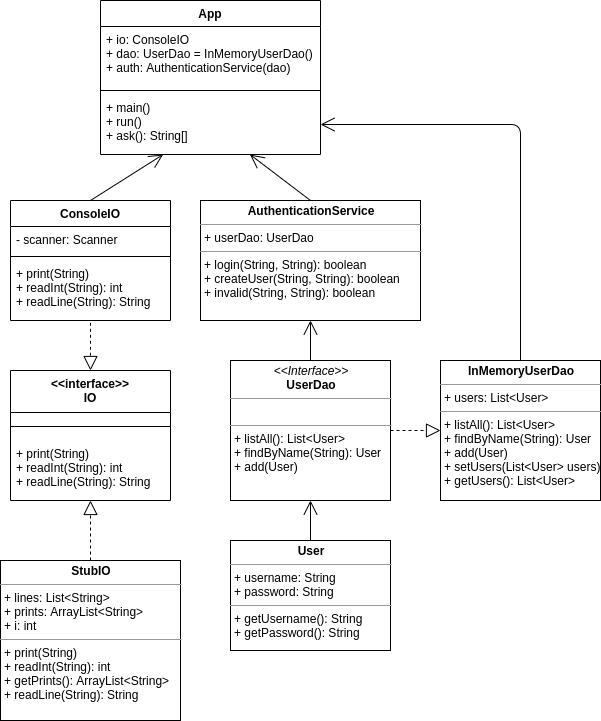 App
+ io: ConsoleIO
+ dao: UserDao = InMemoryUserDao()
+ auth: AuthenticationService(dao)
+ main()
+ run()
+ ask(): String[]
ConsoleIO
- scanner: Scanner
+ print(String)
+ readInt(String): int
+ readLine(String): String
AuthenticationService
+ userDao: UserDao
+ login(String, String): boolean
+ createUser(String, String): boolean
+ invalid(String, String): boolean
<<interface>>
IO
+ print(String)
+ readInt(String): int
+ readLine(String): String
<<Interface>>
UserDao
+ listAll(): List<User>
+ findByName(String): User
+ add(User)
InMemoryUserDao
+ users: List<User>
+ listAll(): List<User>
+ findByName(String): User
+ add(User)
+ setUsers(List<User> users)
+ getUsers(): List<User>
StubIO
+ lines: List<String>
+ prints: ArrayList<String>
+ i: int
+ print(String)
+ readInt(String): int
+ getPrints(): ArrayList<String>
+ readLine(String): String
User
+ username: String
+ password: String
+ getUsername(): String
+ getPassword(): String